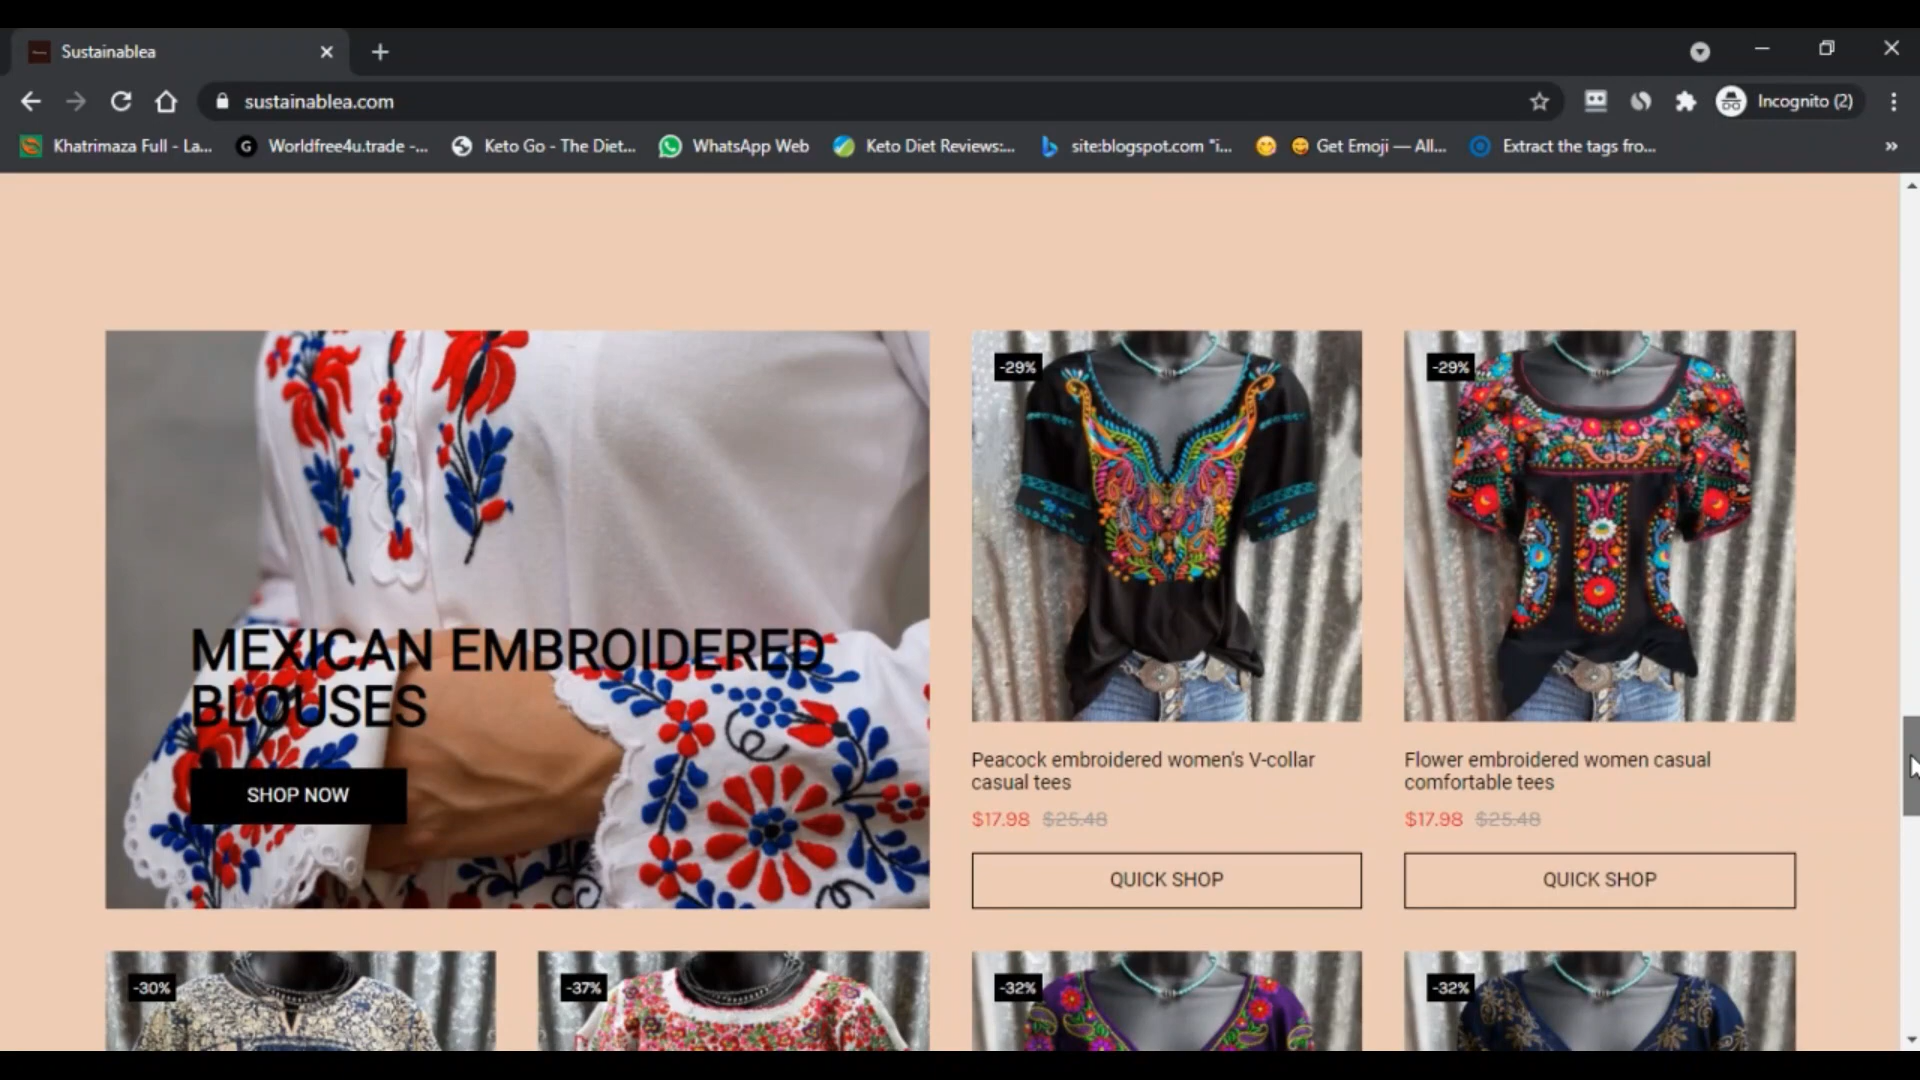 Sustainablea
sustainablea.com
Incognito (2)
Khatrimaza Full - La...
Worldfree4u.trade -...
Keto Go - The Diet...
WhatsApp Web
Keto Diet Reviews:...
site:blogspot.com "i...
Get Emoji — All...
Extract the tags fro...
MEXICAN EMBROIDERED
BLOUSES
SHOP NOW
-29%
Peacock embroidered women's V-collar
casual tees
$17.98 $25.48
QUICK SHOP
-29%
Flower embroidered women casual
comfortable tees
$17.98 $25.48
QUICK SHOP
-30%
-37%
-32%
-32%